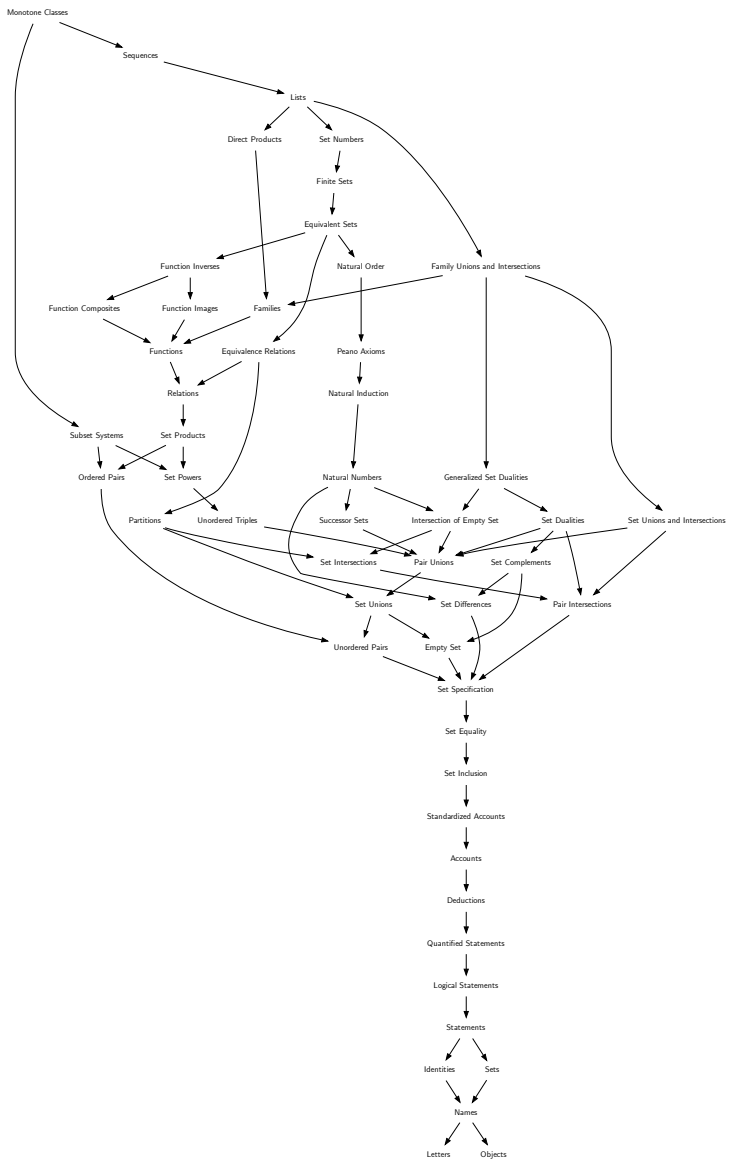 Monotone Classes
Sequences
Lists
Direct Products
Set Numbers
Finite Sets
Equivalent Sets
Function Inverses
Natural Order
Family Unions and Intersections
Function Composites
Function Images
Families
Functions
Equivalence Relations
Peano Axioms
Relations
Natural Induction
Subset Systems
Set Products
Ordered Pairs
Set Powers
Natural Numbers
Generalized Set Dualities
Partitions
Unordered Triples
Successor Sets
Intersection of Empty Set
Set Dualities
Set Unions and Intersections
Set Intersections
Pair Unions
Set Complements
Set Unions
Set Differences
Pair Intersections
Unordered Pairs
Empty Set
Set Specification
Set Equality
Set Inclusion
Standardized Accounts
Accounts
Deductions
Quantified Statements
Logical Statements
Statements
Identities
Sets
Names
Letters
Objects